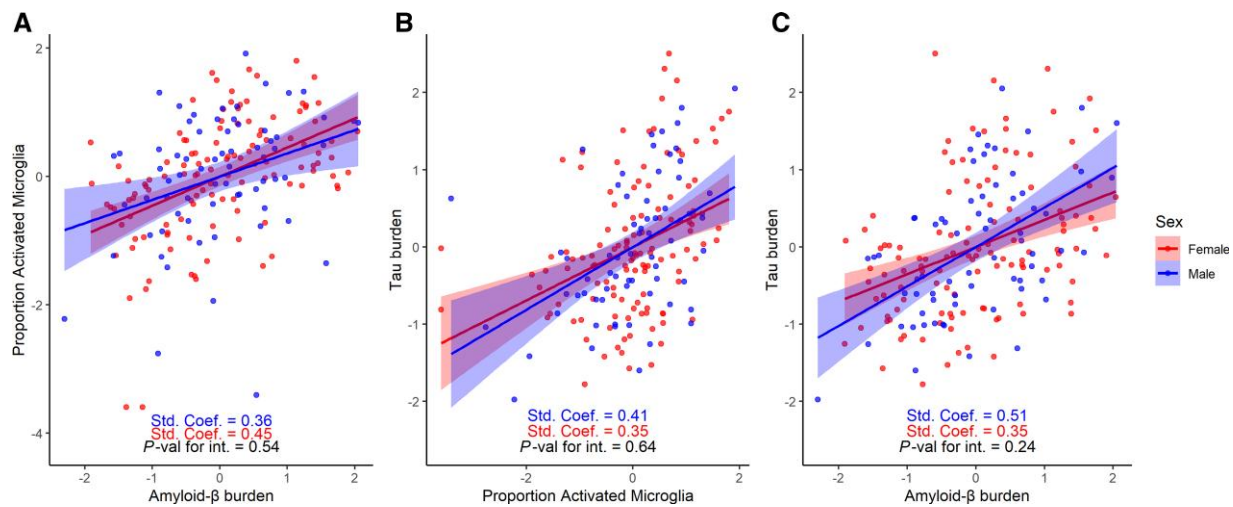 A
Proportion Activated Microglia
2
0
-2
-4
Std. Coef. = 0.36
Std. Coef. = 0.45
P-val for int. = 0.54
-2 -1 0 1 2
Amyloid-β burden
B
Tau burden
2
1
0
-1
-2
Std. Coef. = 0.41
Std. Coef. = 0.35
P-val for int. = 0.64
-2 0 2
Proportion Activated Microglia
C
Tau burden
2
1
0
-1
-2
Std. Coef. = 0.51
Std. Coef. = 0.35
P-val for int. = 0.24
-2 -1 0 1 2
Amyloid-β burden
Sex
Female
Male